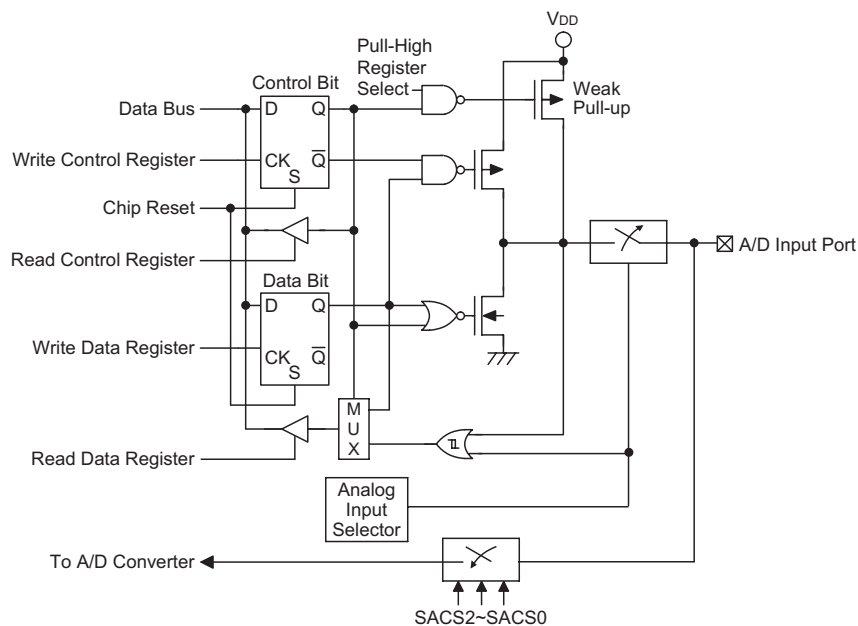 VDD
Pull-High
Register
Select
Control Bit
Weak
Pull-up
Data Bus
D
Q
Write Control Register
CK
Q
S
Chip Reset
Read Control Register
A/D Input Port
Data Bit
D
Q
Write Data Register
CK
Q
S
M
U
X
Read Data Register
Analog
Input
Selector
To A/D Converter
SACS2~SACS0